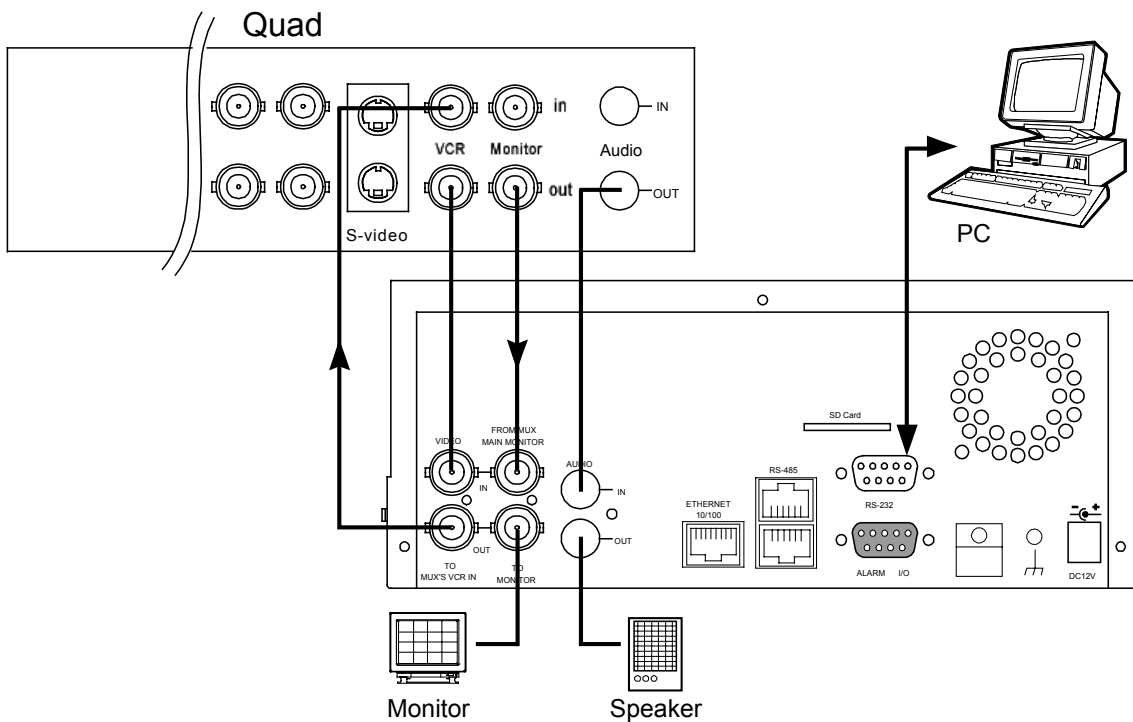 Quad
in
IN
VCR
Monitor
Audio
out
OUT
S-video
PC
SD Card
VIDEO
FROM MUX
MAIN MONITOR
AUDIO
IN
IN
RS-485
ETHERNET
10/100
RS-232
OUT
OUT
TO
MUX'S VCR IN
TO
MONITOR
ALARM I/O
- +
DC12V
Monitor
Speaker